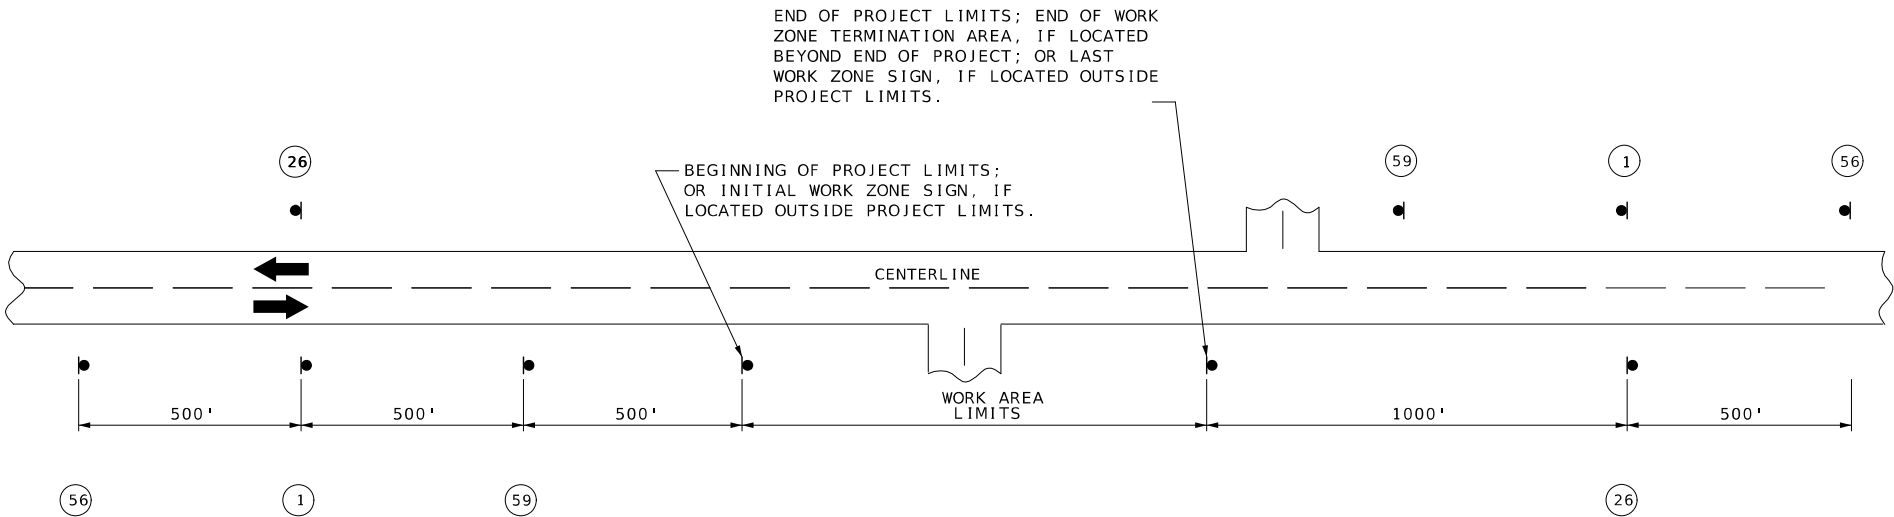 END OF PROJECT LIMITS; END OF WORK
ZONE TERMINATION AREA, IF LOCATED
BEYOND END OF PROJECT; OR LAST
WORK ZONE SIGN, IF LOCATED OUTSIDE
PROJECT LIMITS.
26
59
1
56
BEGINNING OF PROJECT LIMITS;
OR INITIAL WORK ZONE SIGN, IF
LOCATED OUTSIDE PROJECT LIMITS.
CENTERLINE
500'
500'
500'
WORK AREA
LIMITS
1000'
500'
56
1
59
26